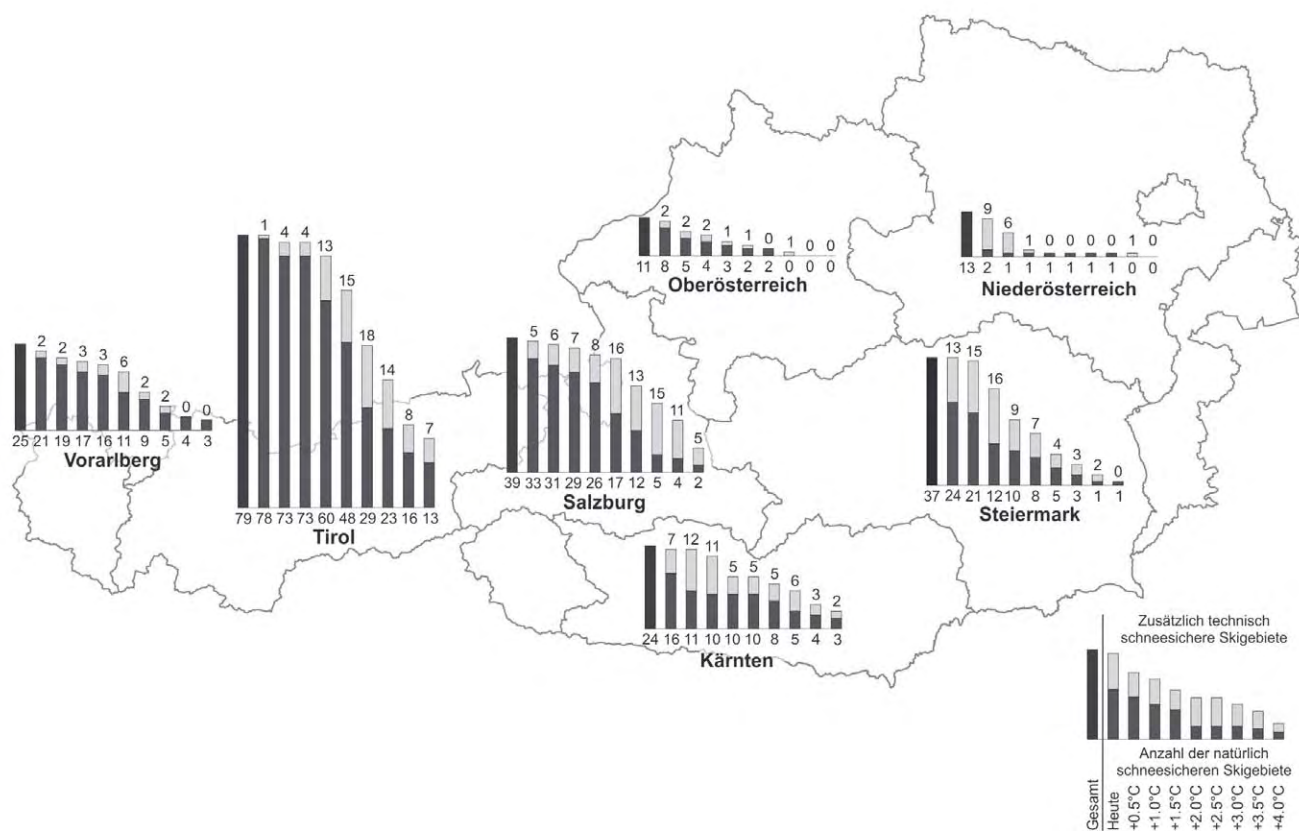 2 2 1 0 1 0 0
2 1
11 8 5 4 3 2 2 0 0 0
Oberösterreich
9
6
1 0 0 0 0 1 0
13 2 1 1 1 1 1 1 0 0
Niederösterreich
1 4 4
13
15
18
14
8
7
79 78 73 73 60 48 29 23 16 13
Tirol
2 2 3 3
6
2
2
0 0
25 21 19 17 16 11 9 5 4 3
Vorarlberg
5 6 7 8 16
13
15
11
5
39 33 31 29 26 17 12 5 4 2
Salzburg
13 15
16
9
7
4
3
2 0
37 24 21 12 10 8 5 3 1 1
Steiermark
7 12 11
5 5
5
6
3
2
24 16 11 10 10 10 8 5 4 3
Kärnten
Zusätzlich technisch
schneesichere Skigebiete
Anzahl der natürlich
schneesicheren Skigebiete
Gesamt
Heute
+0.5°C
+1.0°C
+1.5°C
+2.0°C
+2.5°C
+3.0°C
+3.5°C
+4.0°C